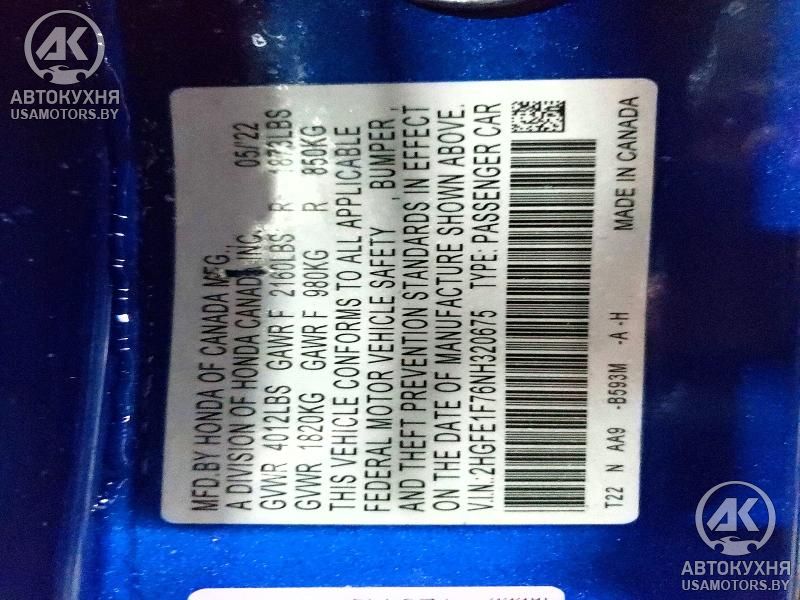 AK
АВТОКУХНЯ
USAMOTORS.BY
MFD.BY HONDA OF CANADA MFG.,
A DIVISION OF HONDA CANADA INC. 05/'22
GVWR 4012LBS GAWR F 2160LBS R 1873LBS
GVWR 1820KG GAWR F 980KG R 850KG
THIS VEHICLE CONFORMS TO ALL APPLICABLE
FEDERAL MOTOR VEHICLE SAFETY , BUMPER ,
AND THEFT PREVENTION STANDARDS IN EFFECT
ON THE DATE OF MANUFACTURE SHOWN ABOVE.
V.I.N.:2HGFE1F76NH320675 TYPE: PASSENGER CAR
T22 N AA9 -B593M -A -H MADE IN CANADA
AK
АВТОКУХНЯ
USAMOTORS.BY